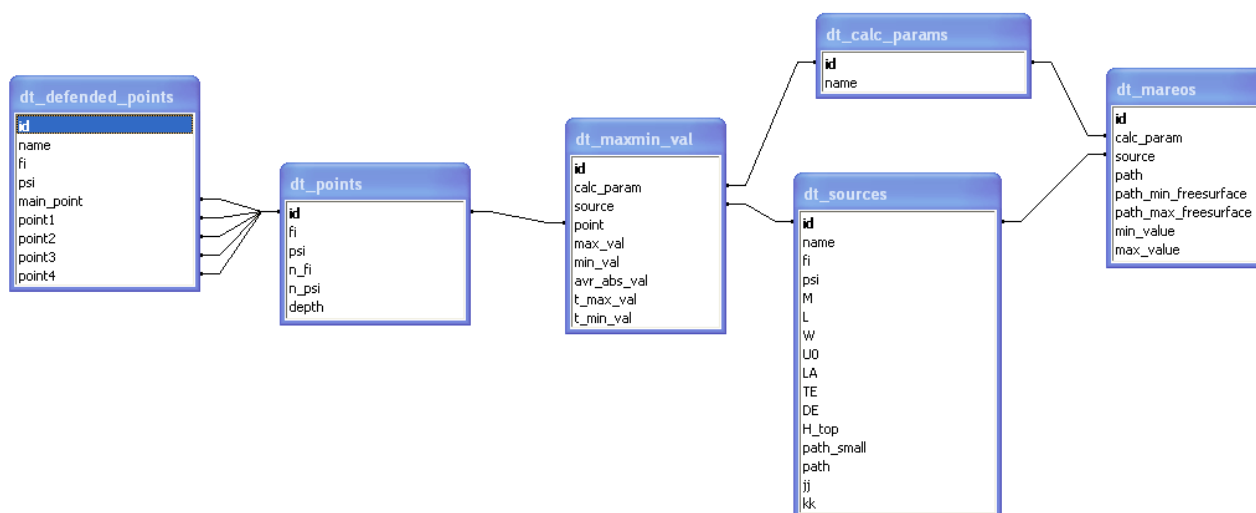 dt_defended_points
id
name
fi
psi
main_point
point1
point2
point3
point4
dt_points
id
fi
psi
n_fi
n_psi
depth
dt_maxmin_val
id
calc_param
source
point
max_val
min_val
avr_abs_val
t_max_val
t_min_val
dt_calc_params
id
name
dt_sources
id
name
fi
psi
M
L
W
U0
LA
TE
DE
H_top
path_small
path
jj
kk
dt_mareos
id
calc_param
source
path
path_min_freesurface
path_max_freesurface
min_value
max_value